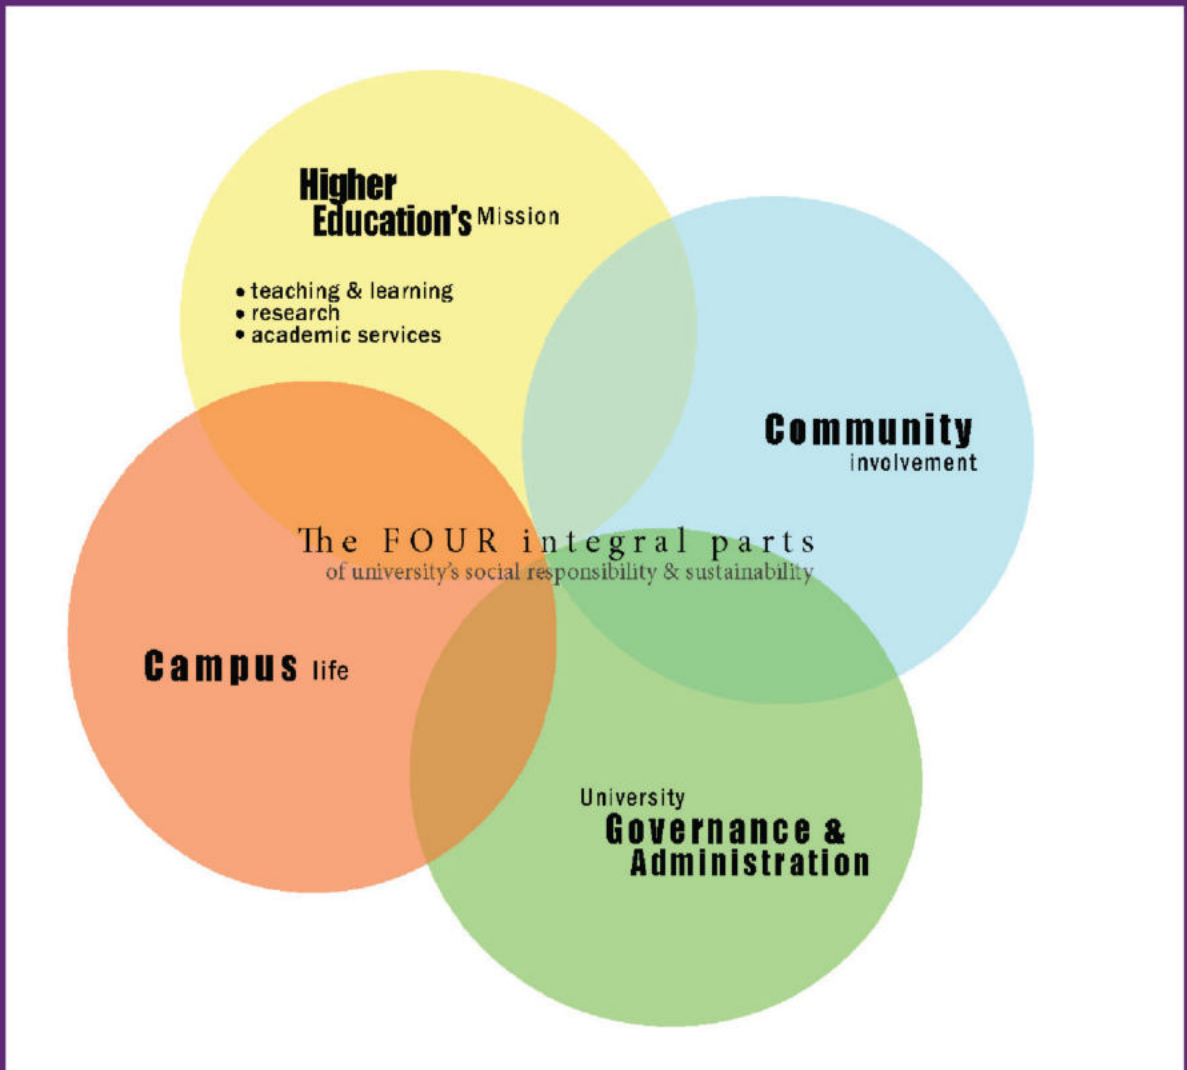 Higher
Education's Mission
• teaching & learning
• research
• academic services
Community
involvement
The FOUR integral parts
of university's social responsibility & sustainability
Campus life
University
Governance &
Administration